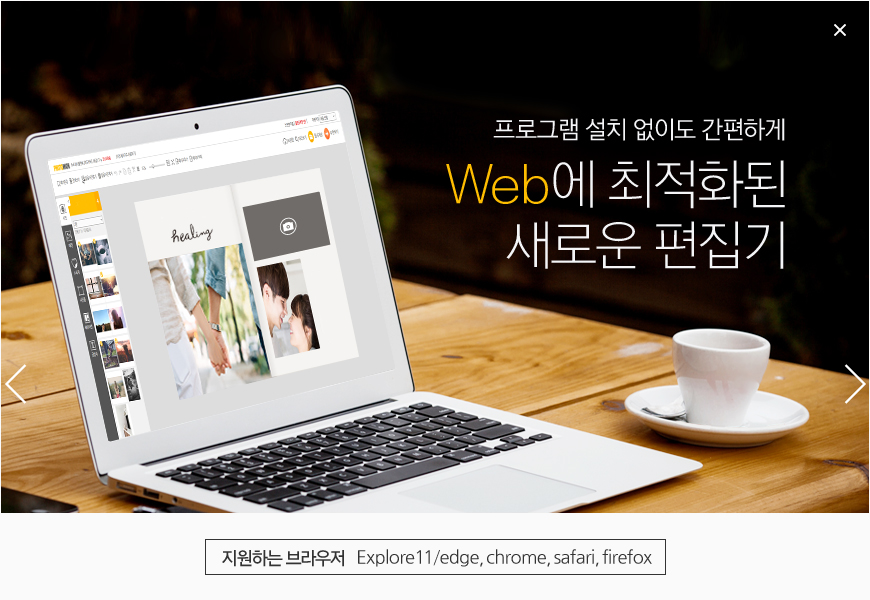 프로그램 설치 없이도 간편하게
Web에 최적화된
새로운 편집기
healing
지원하는 브라우저 Explore11/edge, chrome, safari, firefox